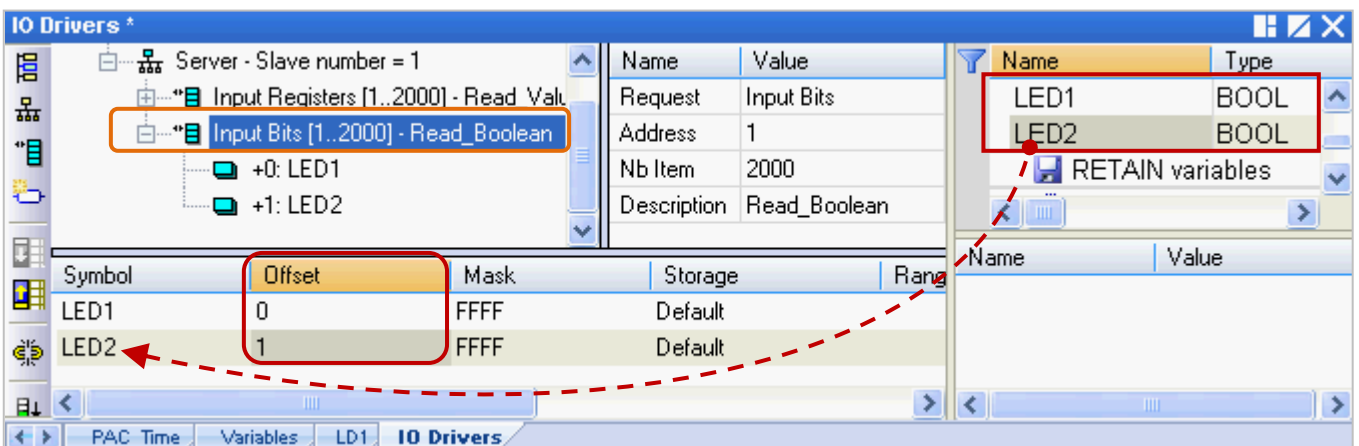 IO Drivers *
Server - Slave number = 1
Input Registers [1..2000] - Read_Valu
Input Bits [1..2000] - Read_Boolean
+0: LED1
+1: LED2
Name Value
Request Input Bits
Address 1
Nb Item 2000
Description Read_Boolean
Name Type
LED1 BOOL
LED2 BOOL
RETAIN variables
Name Value
Symbol Offset Mask Storage Rang
LED1 0 FFFF Default
LED2 1 FFFF Default
PAC Time Variables LD1 IO Drivers